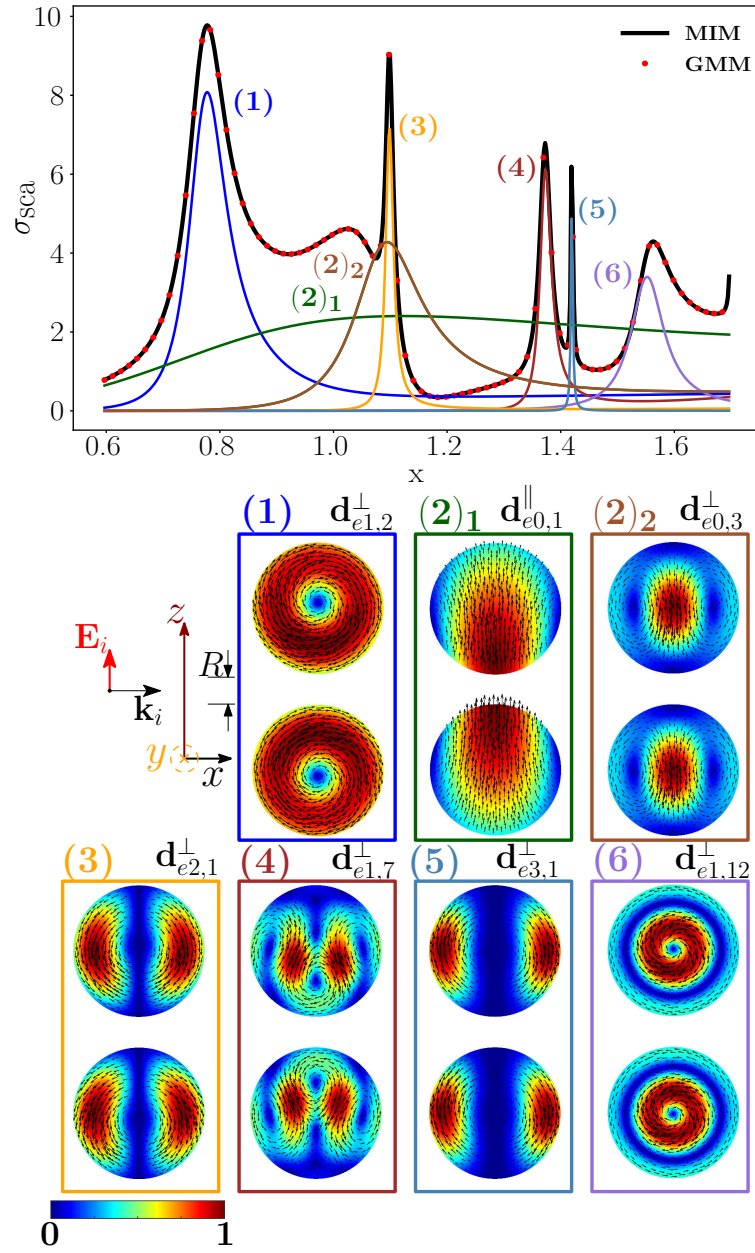 10
8
6
4
2
0
σsca
MIM
GMM
(1)
(3)
(4)
(5)
(2)₂
(2)₁
(6)
0.6 0.8 1.0 1.2 1.4 1.6
x
(1) d⊥e1,2
(2)₁ d∥e0,1
(2)₂ d⊥e0,3
Ei
ki
z
R
y
x
(3) d⊥e2,1
(4) d⊥e1,7
(5) d⊥e3,1
(6) d⊥e1,12
0 1